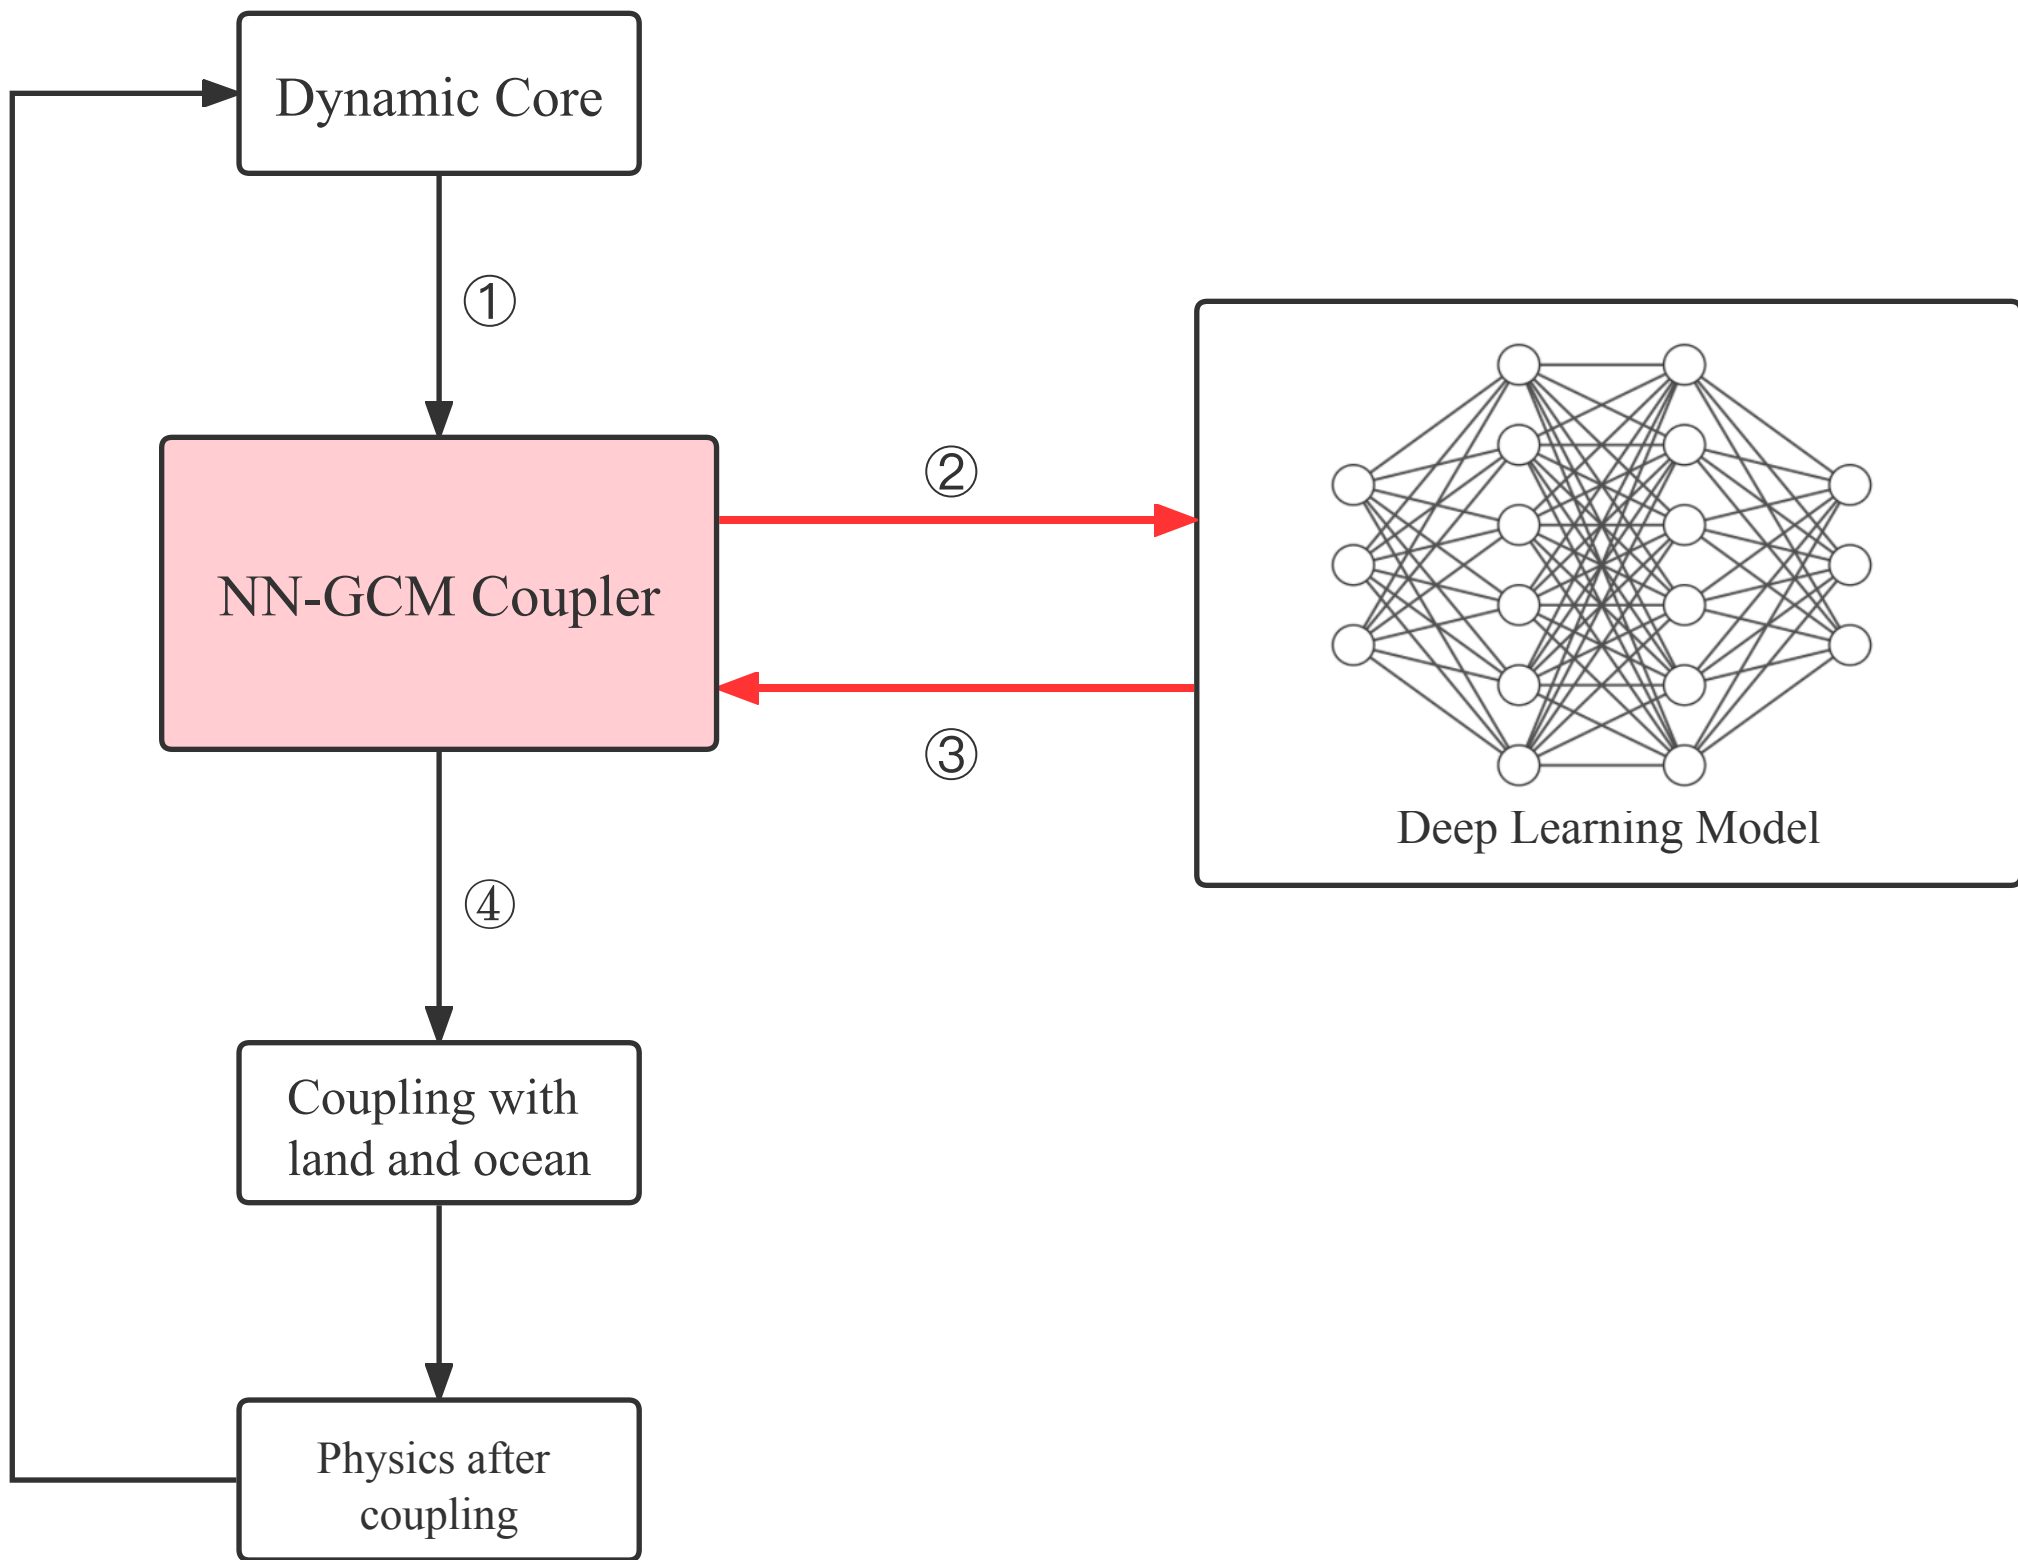 Dynamic Core
①
NN-GCM Coupler
②
③
Deep Learning Model
④
Coupling with
land and ocean
Physics after
coupling